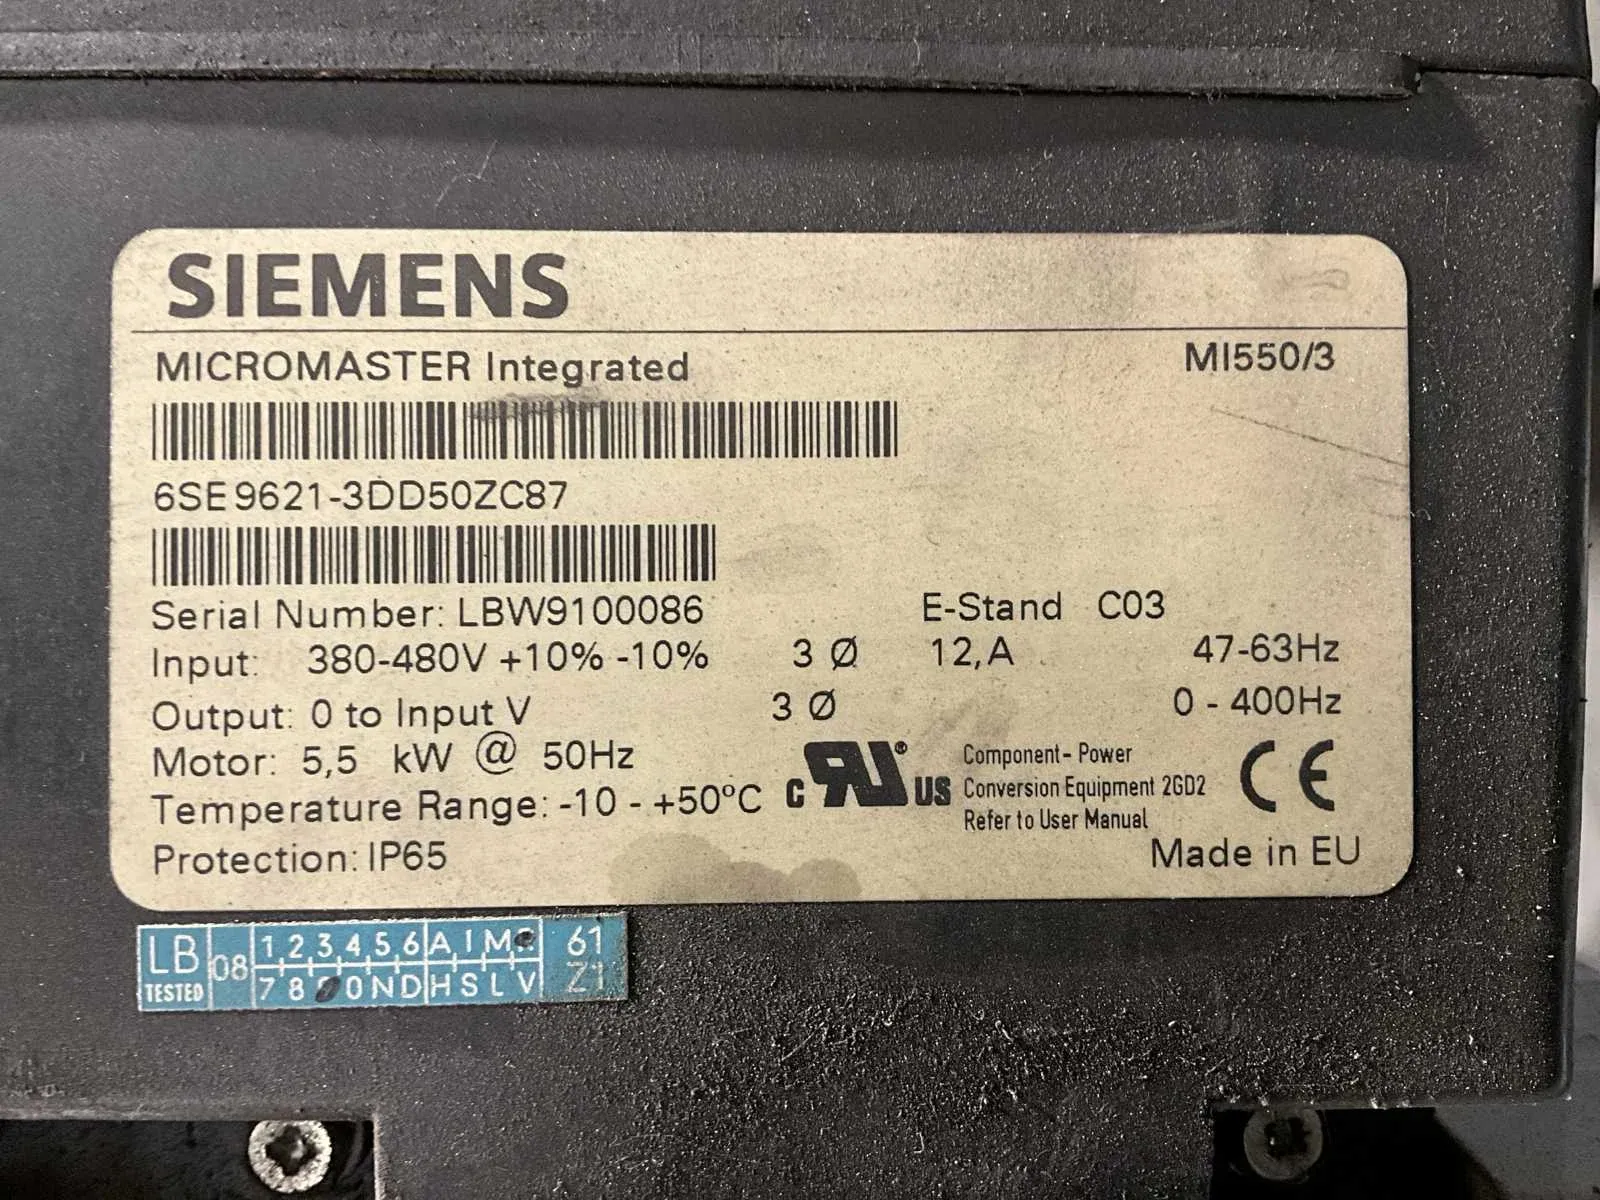 SIEMENS
MICROMASTER Integrated MI550/3
6SE9621-3DD50ZC87
Serial Number: LBW9100086 E-Stand C03
Input: 380-480V +10% -10% 3 Ø 12,A 47-63Hz
Output: 0 to Input V 3 Ø 0 - 400Hz
Motor: 5,5 kW @ 50Hz
Temperature Range: -10 - +50°C
Protection: IP65
c RU ® US
Component- Power
Conversion Equipment 2GD2
Refer to User Manual
CE
Made in EU
LB TESTED 08
1 2 3 4 5 6 A I M 61
7 8 0 N D H S L V Z1